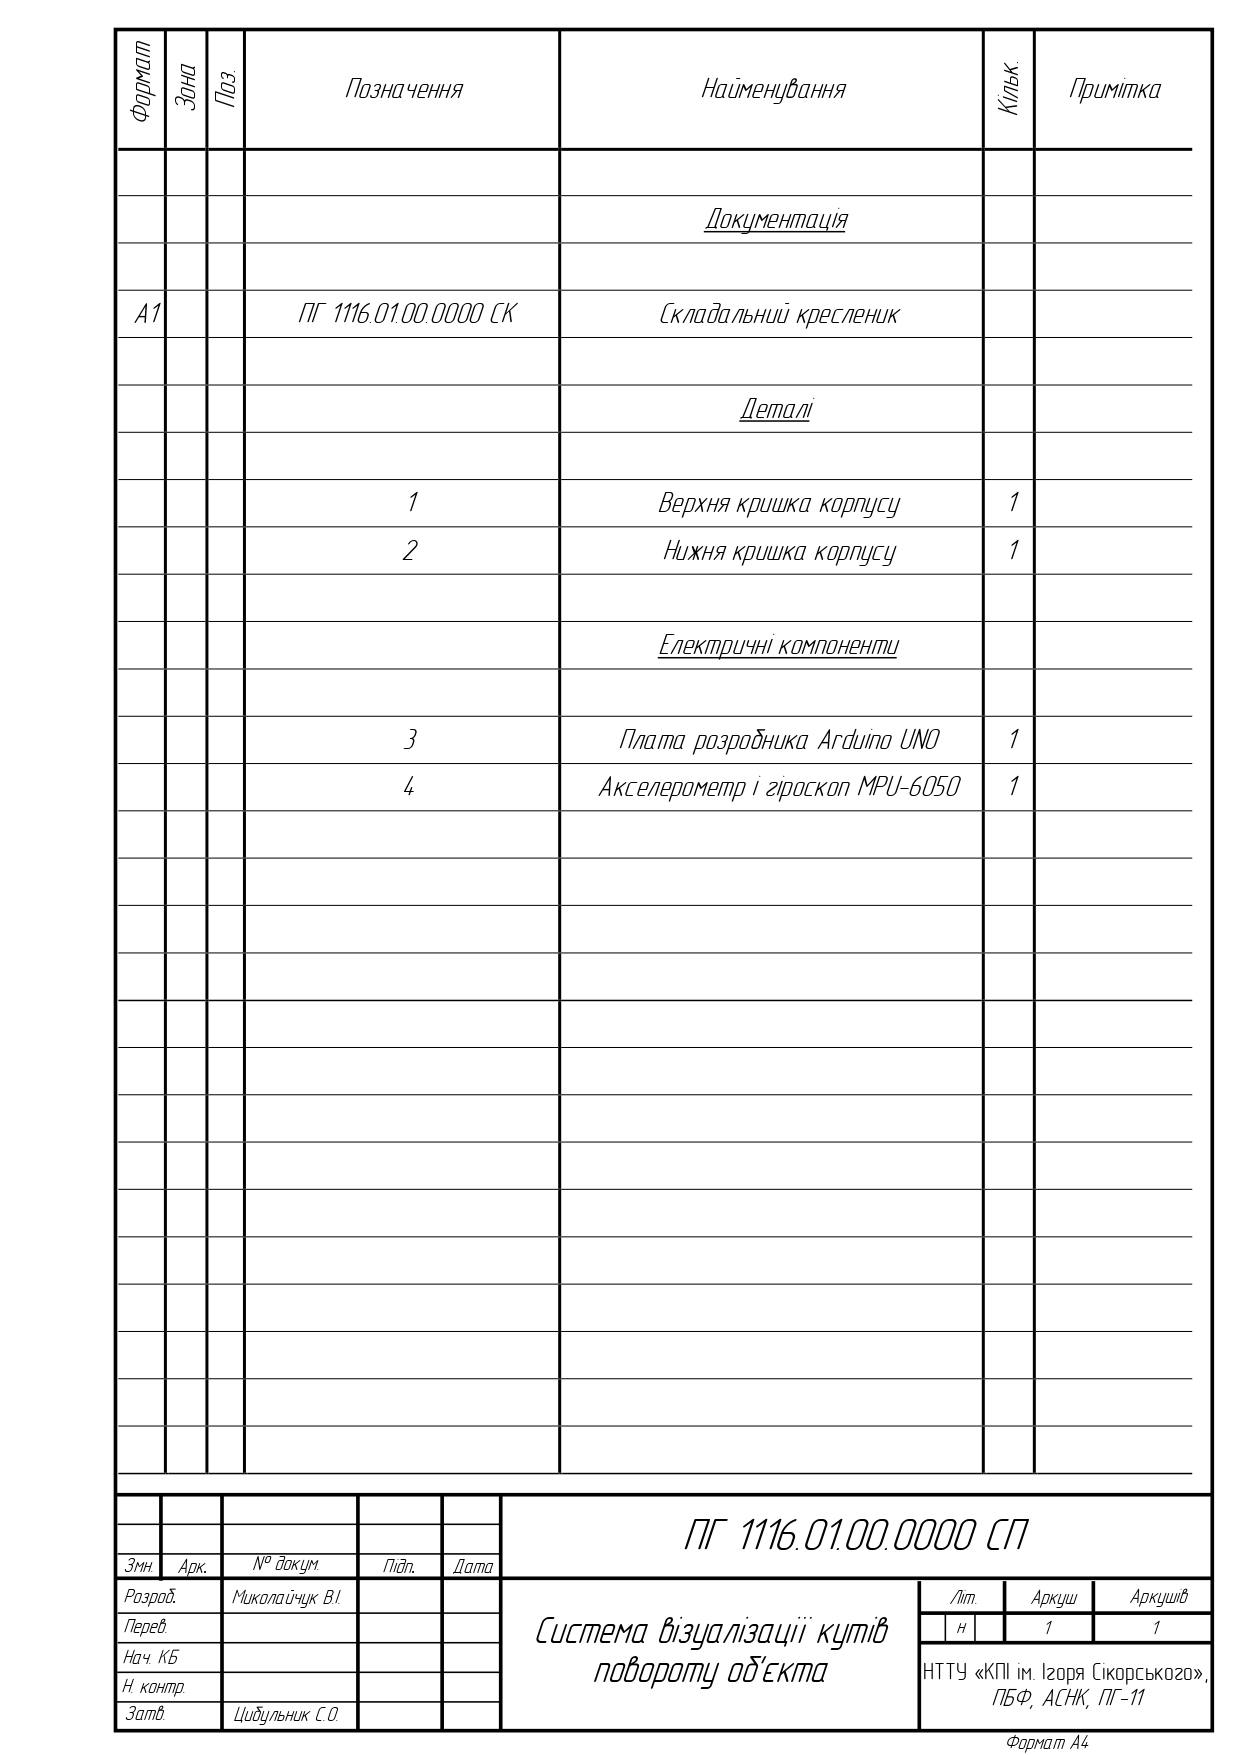 Формат Зона Поз. Позначення Найменування Кільк. Примітка
Документація
А1 ПГ 1116.01.00.0000 СК Складальний кресленик
Деталі
1 Верхня кришка корпусу 1
2 Нижня кришка корпусу 1
Електричні компоненти
3 Плата розробника Arduino UNO 1
4 Акселерометр і гіроскоп MPU-6050 1
ПГ 1116.01.00.0000 СП
Змн. Арк. № докум. Підп. Дата
Розроб. Миколайчук В.І.
Перев.
Нач. КБ
Н. контр.
Затв. Цибульник С.О.
Система візуалізації кутів
повороту об'єкта
Літ. Аркуш Аркушів
н 1 1
НТТУ «КПІ ім. Ігоря Сікорського»,
ПБФ, АСНК, ПГ-11
Формат А4